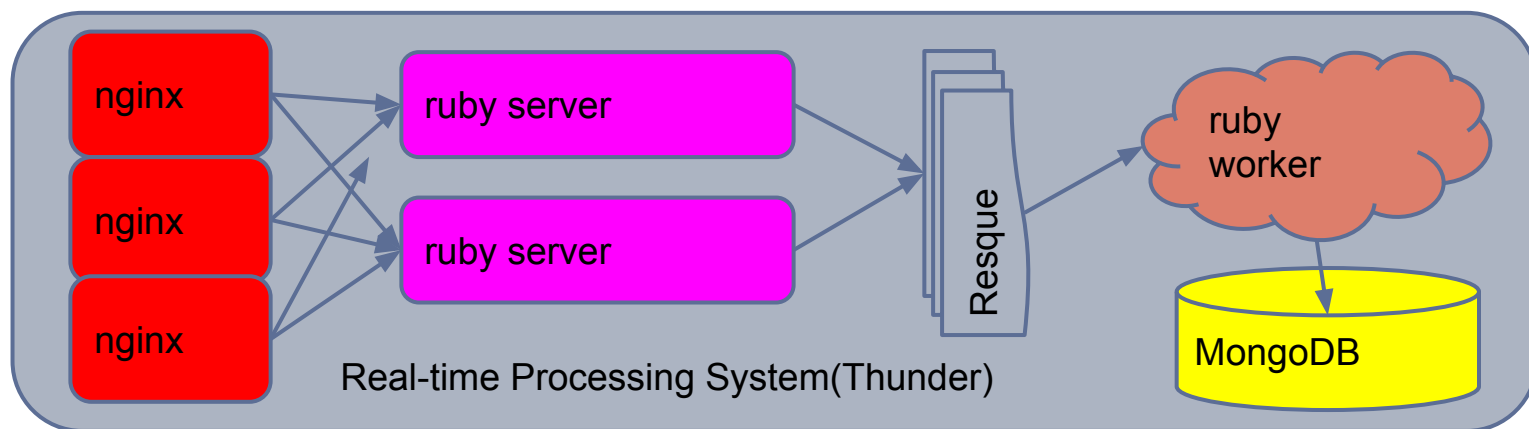 nginx
nginx
nginx
ruby server
ruby server
Resque
ruby
worker
MongoDB
Real-time Processing System(Thunder)